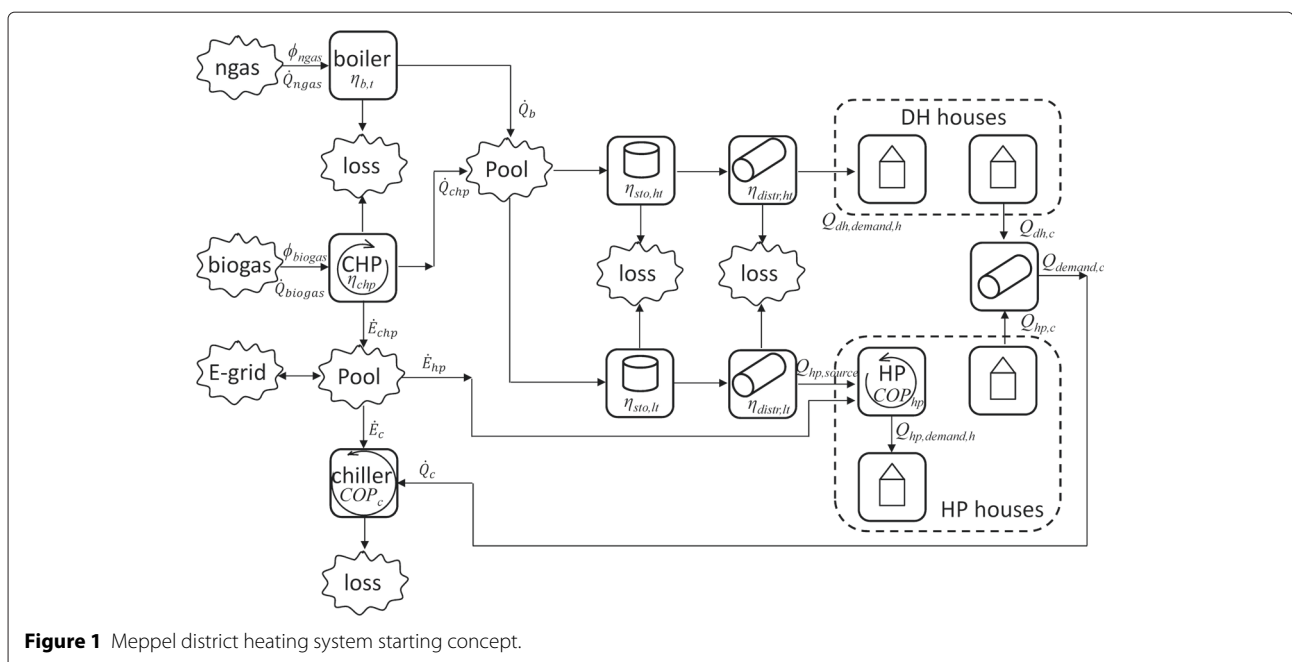 ngas
ϕ_ngas
Q̇_ngas
boiler
η_b,t
Q̇_b
loss
Pool
Q̇_chp
biogas
ϕ_biogas
Q̇_biogas
CHP
η_chp
Ė_chp
E-grid
Pool
Ė_hp
Ė_c
chiller
COP_c
Q̇_c
loss
η_sto,ht
η_distr,ht
loss
loss
η_sto,lt
η_distr,lt
DH houses
Q_dh,demand,h
Q_dh,c
Q_demand,c
Q_hp,c
Q_hp,source
HP
COP_hp
Q_hp,demand,h
HP houses
Figure 1 Meppel district heating system starting concept.